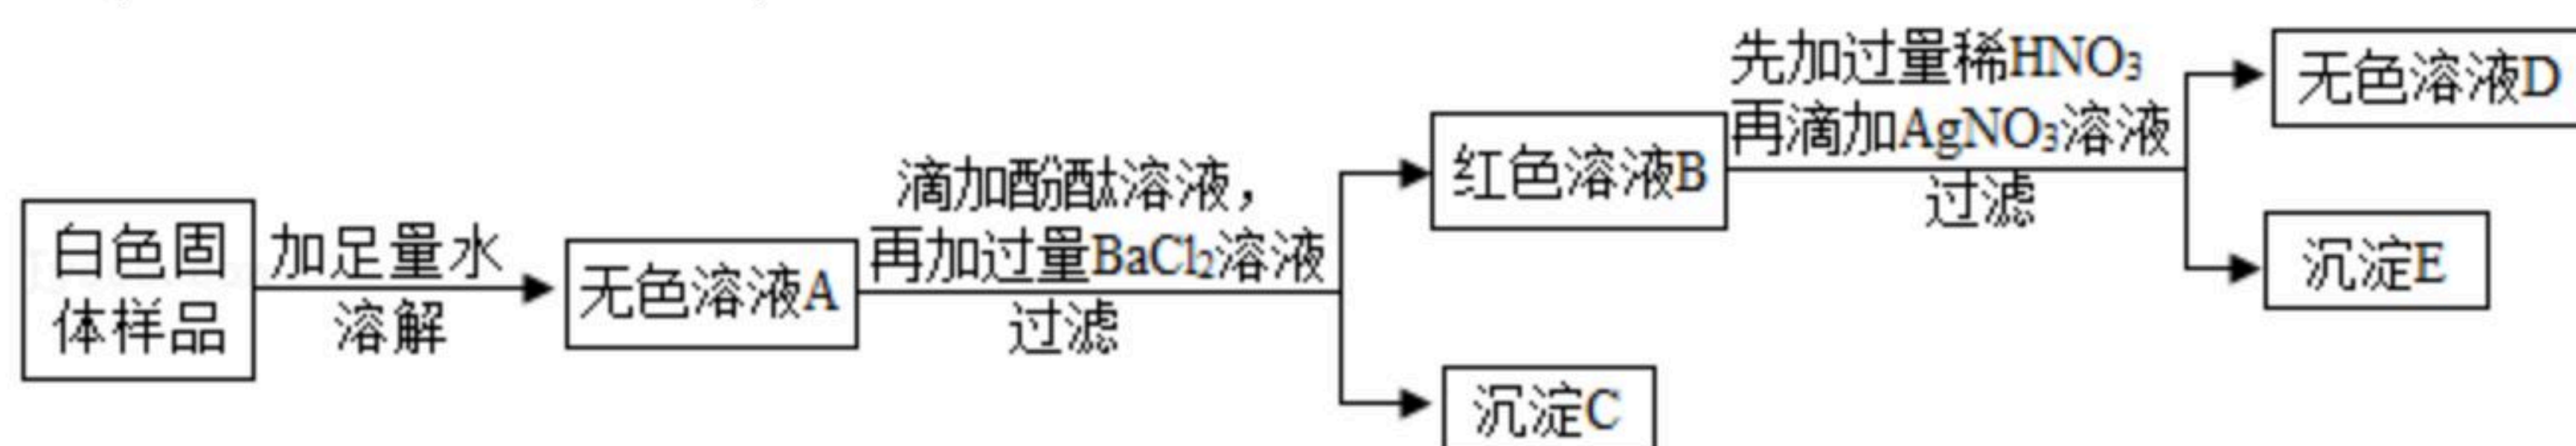 白色固
体样品
加足量水
溶解
无色溶液A
滴加酚酞溶液，
再加过量BaCl₂溶液
过滤
红色溶液B
沉淀C
先加过量稀HNO₃
再滴加AgNO₃溶液
过滤
无色溶液D
沉淀E